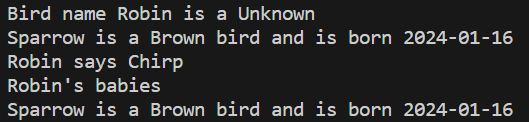 Bird name Robin is a Unknown
Sparrow is a Brown bird and is born 2024-01-16
Robin says Chirp
Robin's babies
Sparrow is a Brown bird and is born 2024-01-16